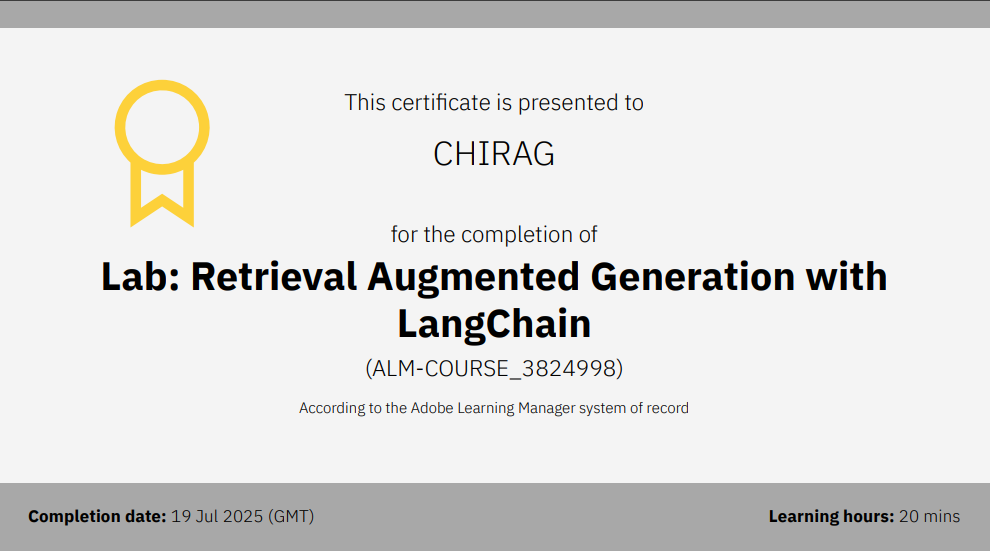 This certificate is presented to
CHIRAG
for the completion of
Lab: Retrieval Augmented Generation with
LangChain
(ALM-COURSE_3824998)
According to the Adobe Learning Manager system of record
Completion date: 19 Jul 2025 (GMT)
Learning hours: 20 mins